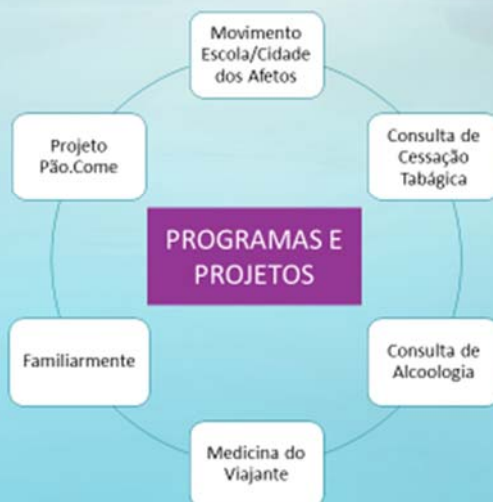 Movimento
Escola/Cidade
dos Afetos
Projeto
Pão.Come
Consulta de
Cessação
Tabágica
PROGRAMAS E
PROJETOS
Familiarmente
Consulta de
Alcoologia
Medicina do
Viajante